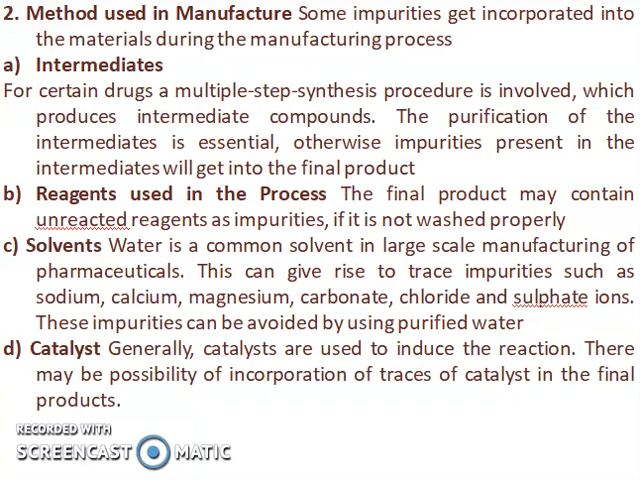 2. Method used in Manufacture Some impurities get incorporated into
the materials during the manufacturing process
a) Intermediates
For certain drugs a multiple-step-synthesis procedure is involved, which
produces intermediate compounds. The purification of the
intermediates is essential, otherwise impurities present in the
intermediates will get into the final product
b) Reagents used in the Process The final product may contain
unreacted reagents as impurities, if it is not washed properly
c) Solvents Water is a common solvent in large scale manufacturing of
pharmaceuticals. This can give rise to trace impurities such as
sodium, calcium, magnesium, carbonate, chloride and sulphate ions.
These impurities can be avoided by using purified water
d) Catalyst Generally, catalysts are used to induce the reaction. There
may be possibility of incorporation of traces of catalyst in the final
products.
RECORDED WITH
SCREENCAST MATIC